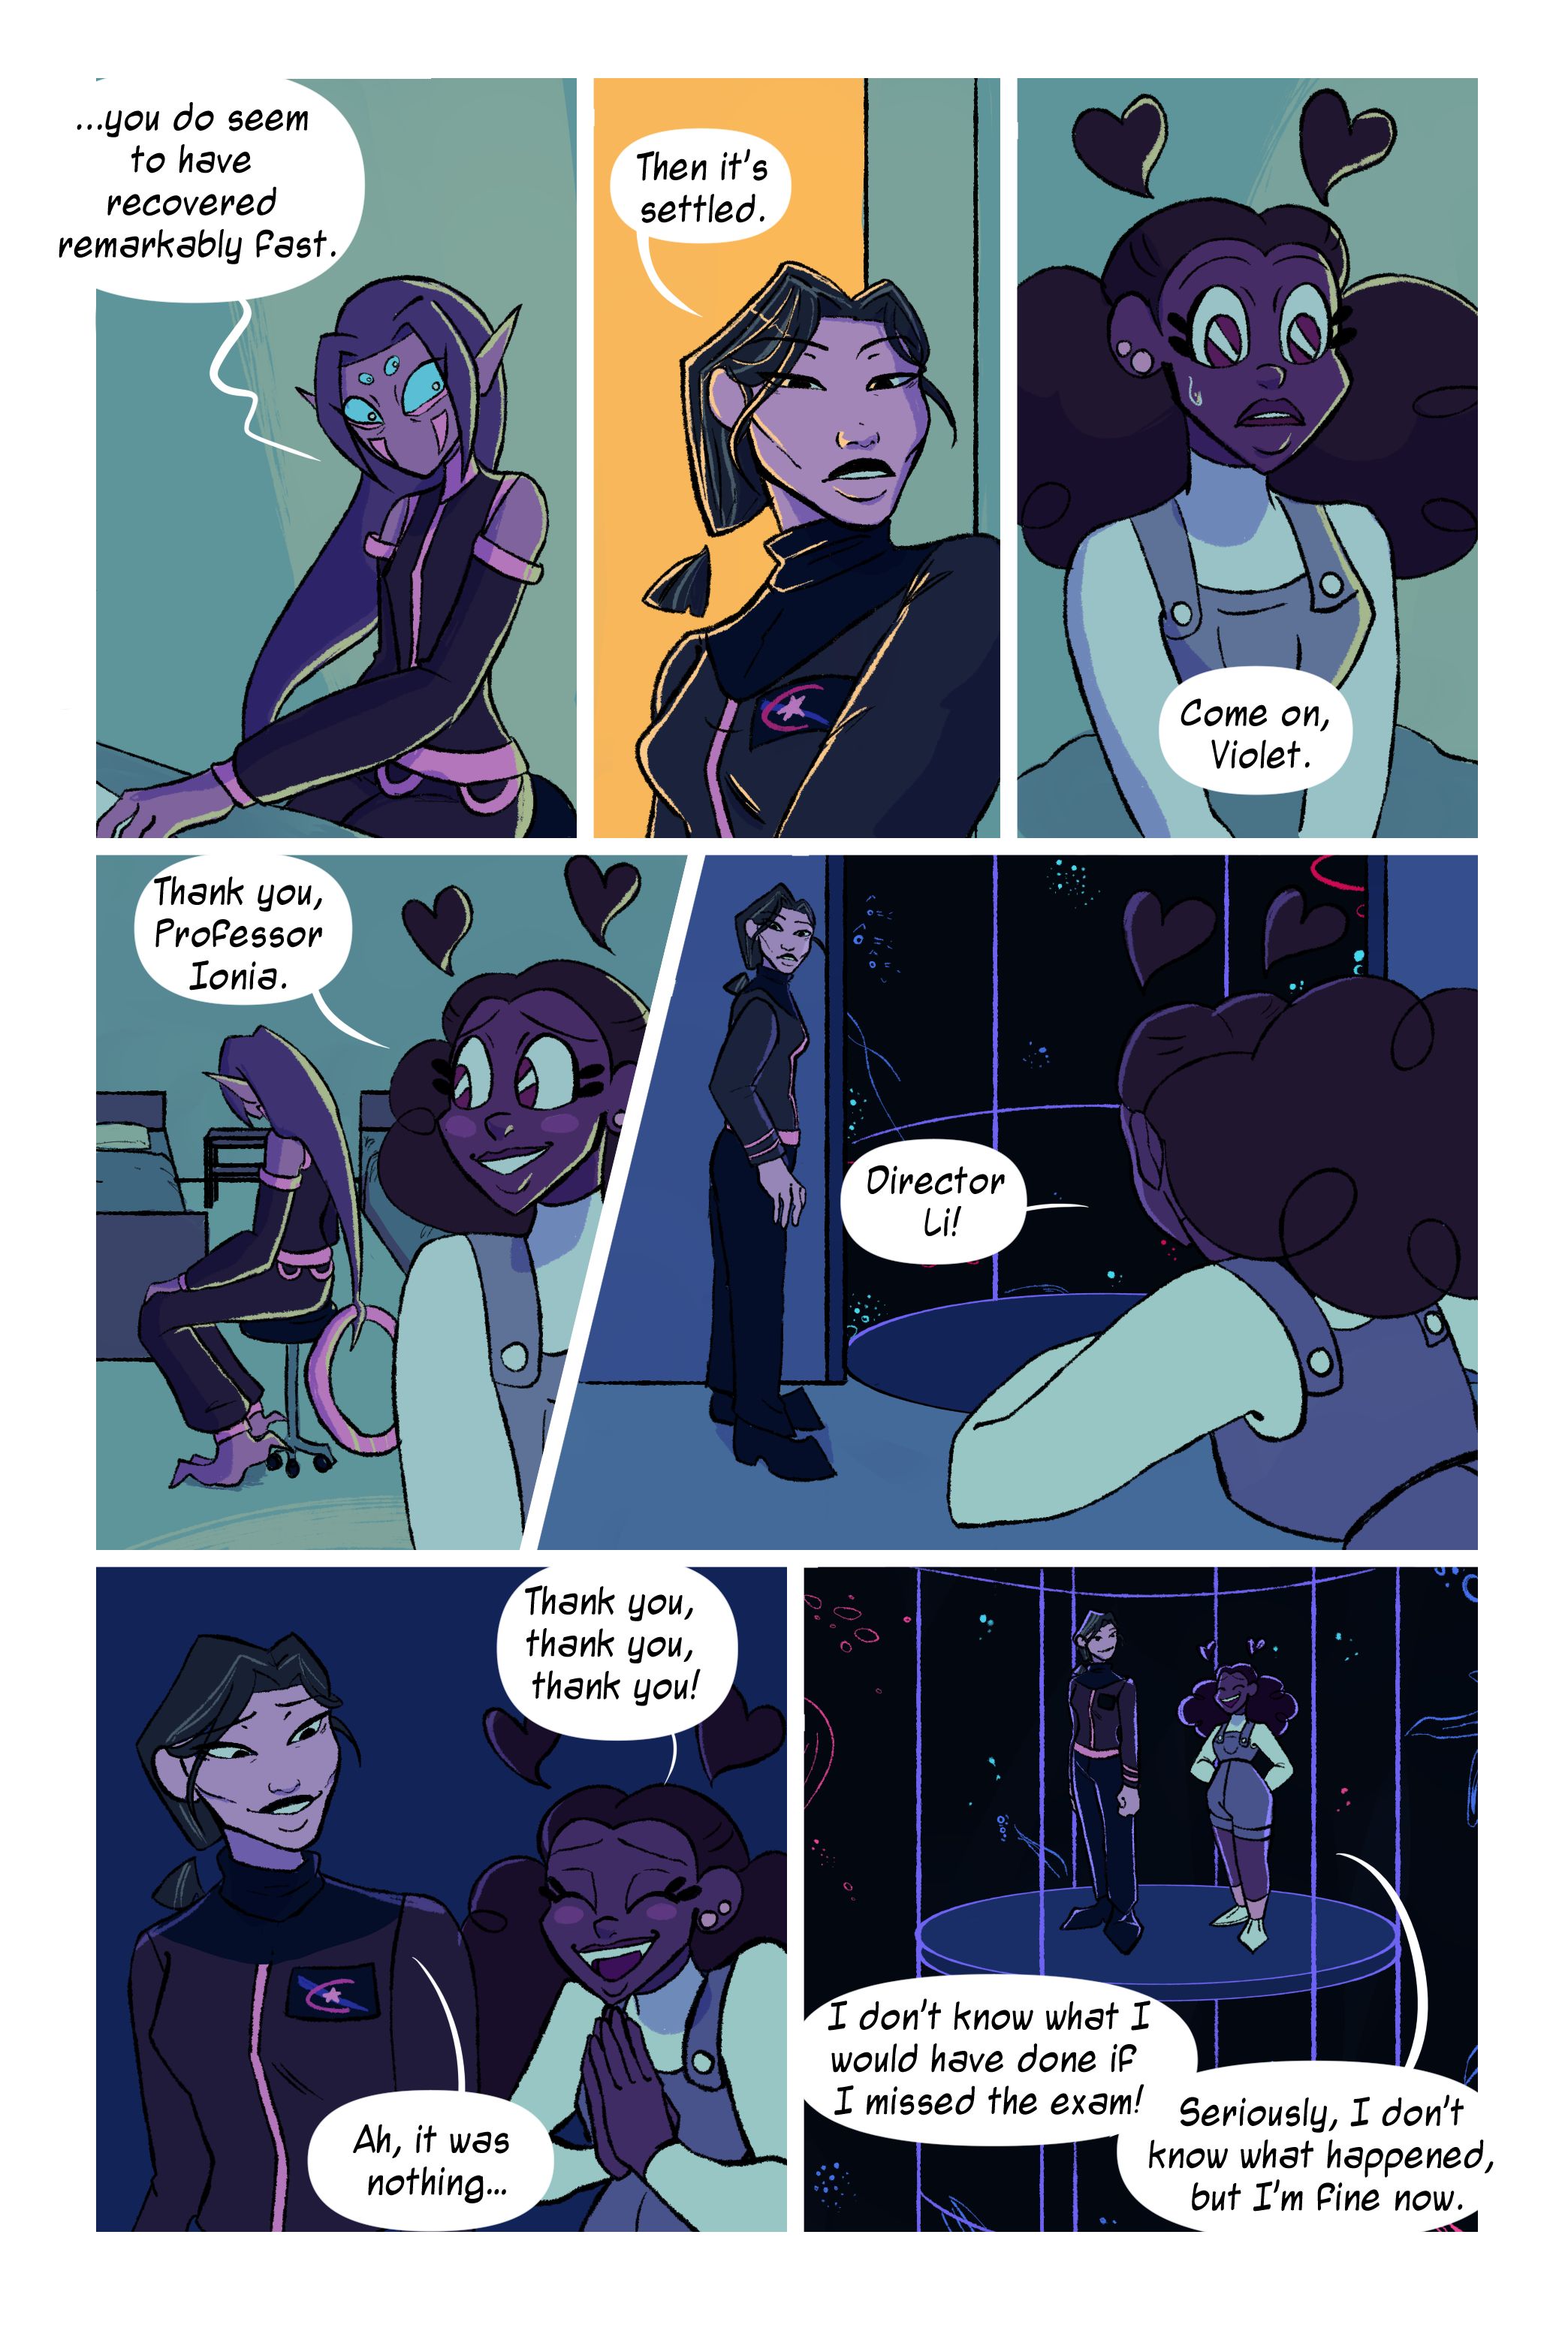 ...you do seem
to have
recovered
remarkably fast.
Then it's
settled.
Come on,
Violet.
Thank you,
Professor
Ionia.
Director
Li!
Thank you,
thank you,
thank you!
Ah, it was
nothing...
I don't know what I
would have done if
I missed the exam!
Seriously, I don't
know what happened,
but I'm fine now.